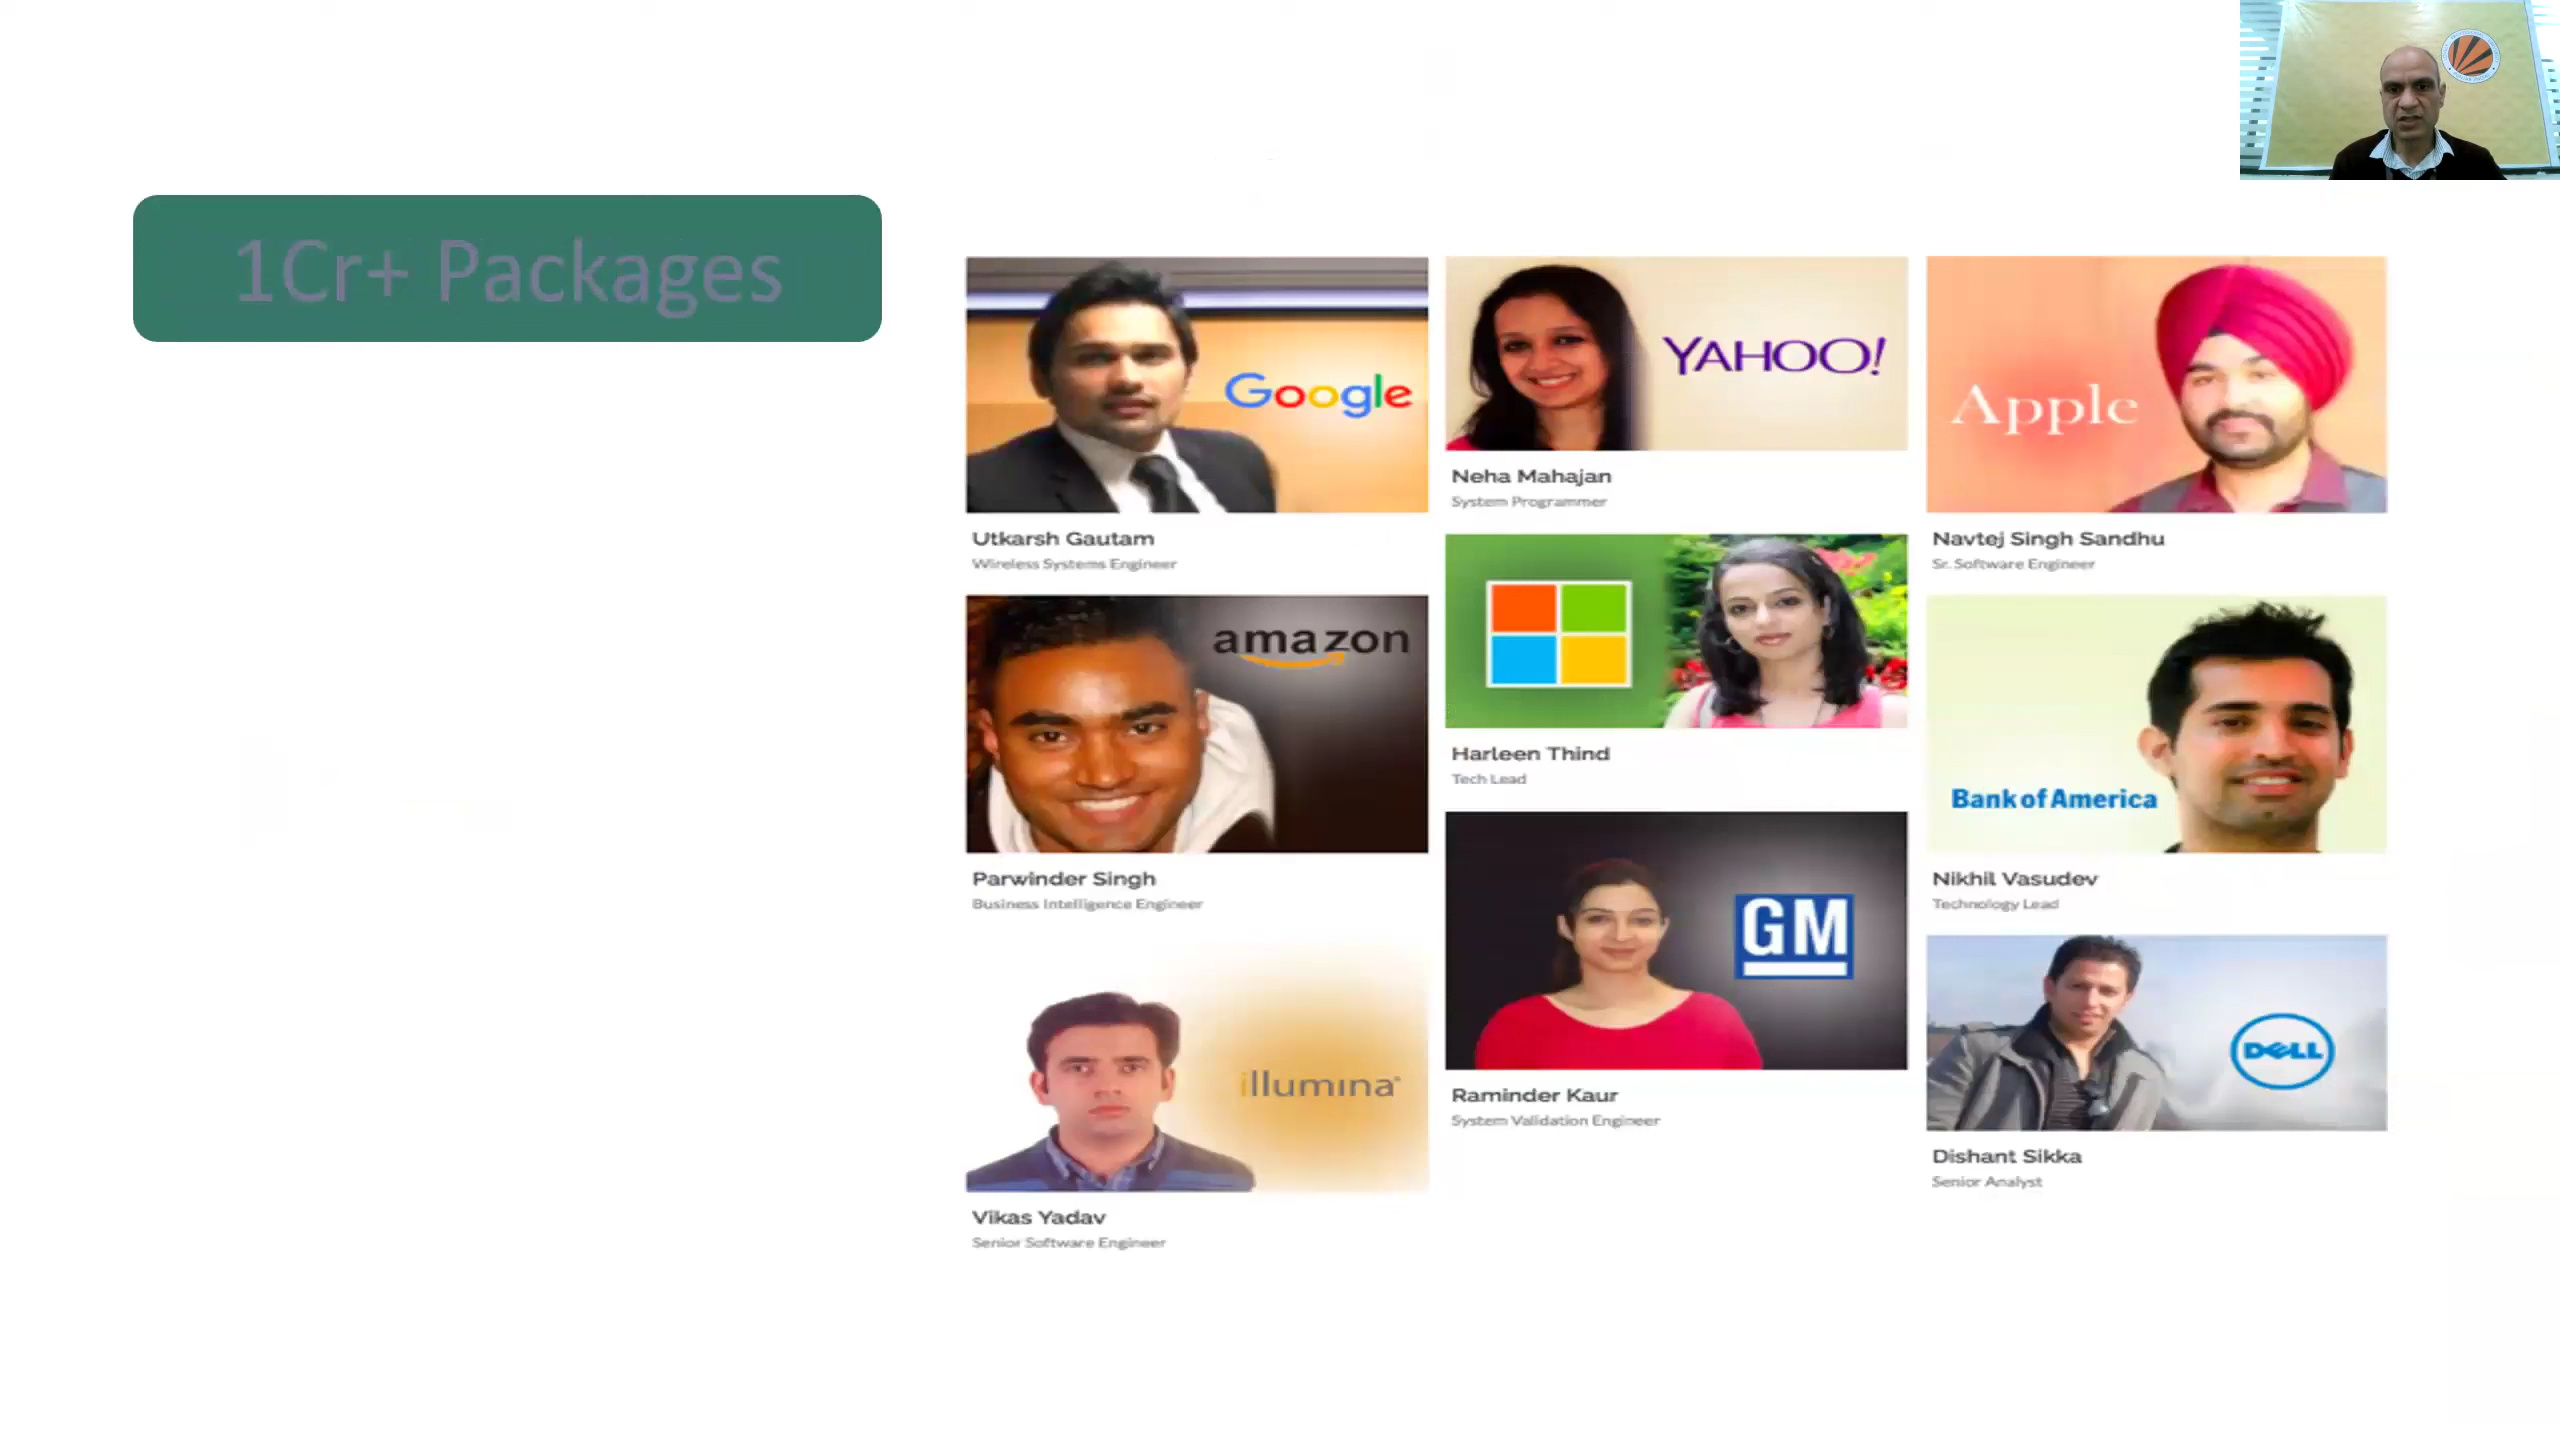 1Cr+ Packages
Google
Utkarsh Gautam
Wireless Systems Engineer
amazon
Parwinder Singh
Business Intelligence Engineer
illumina
Vikas Yadav
Senior Software Engineer
YAHOO!
Neha Mahajan
System Programmer
Harleen Thind
Tech Lead
GM
Raminder Kaur
System Validation Engineer
Apple
Navtej Singh Sandhu
Sr. Software Engineer
Bank of America
Nikhil Vasudev
Technology Lead
DELL
Dishant Sikka
Senior Analyst